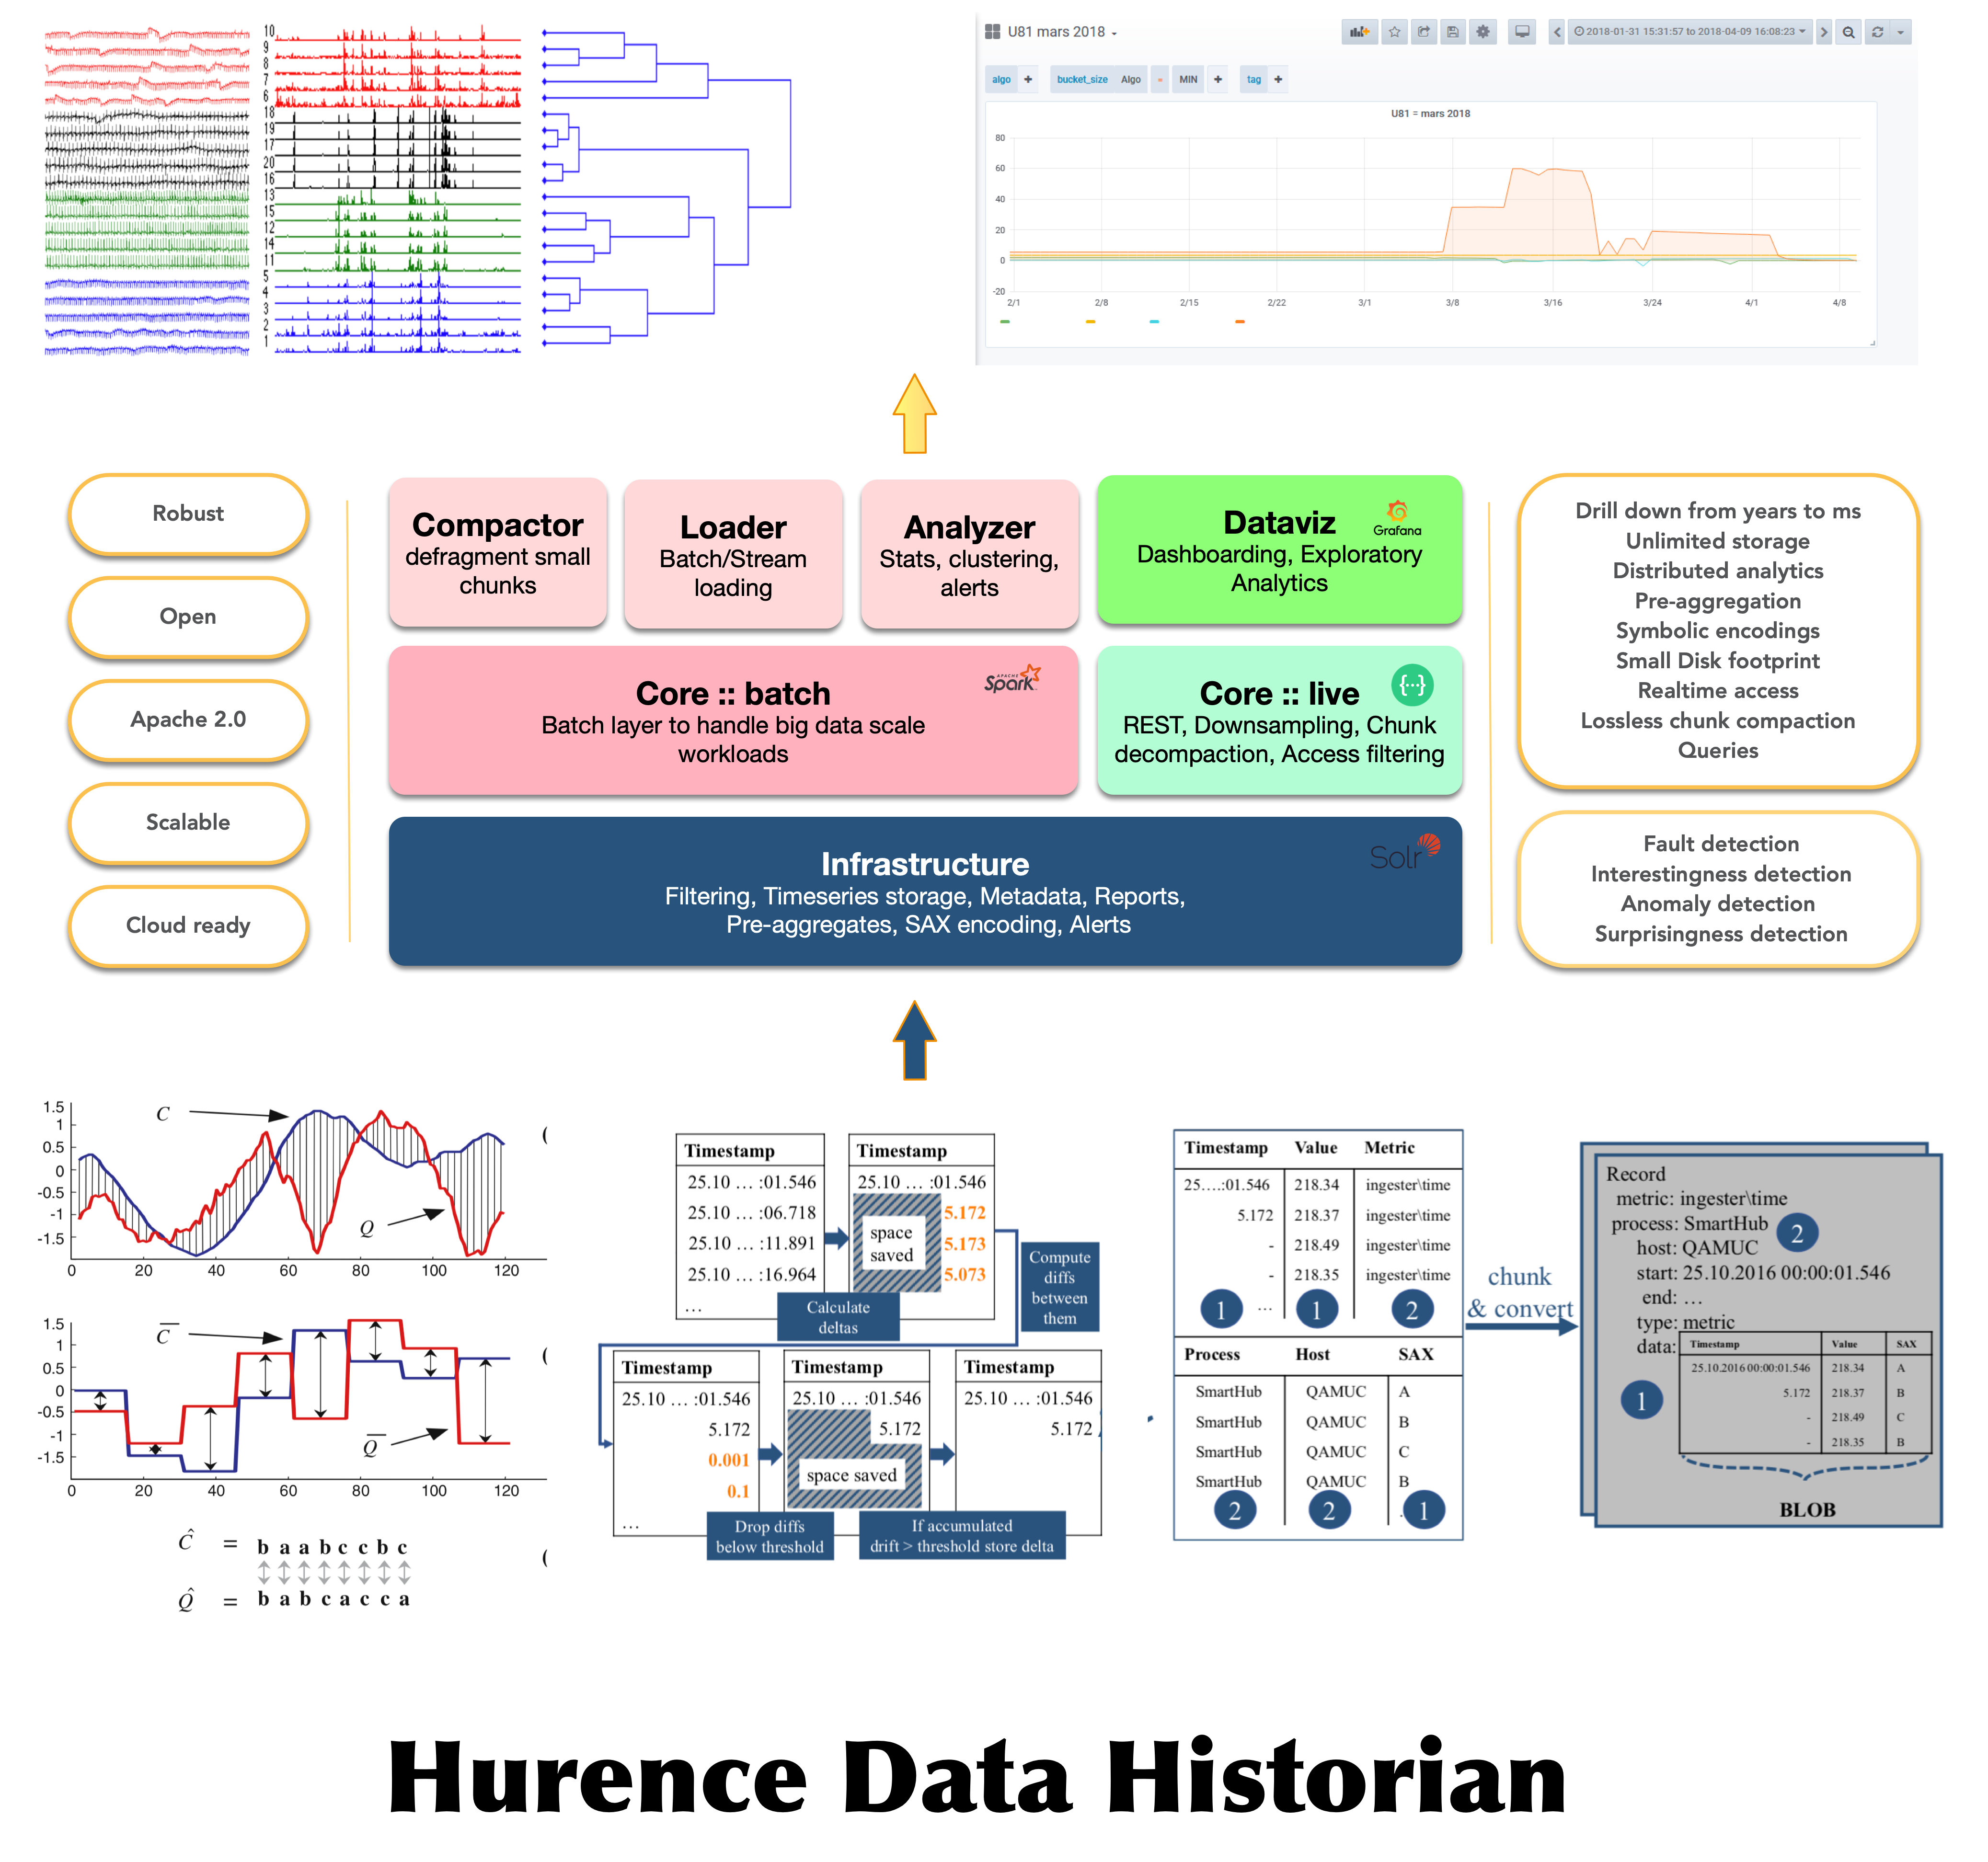 10
9
8
7
6
18
19
17
20
16
13
15
12
14
11
5
4
3
2
1
U81 mars 2018
2018-01-31 15:31:57 to 2018-04-09 16:08:23
algo +
bucket_size Algo - MIN +
tag +
U81 = mars 2018
80
60
40
20
0
-20
2/1 2/8 2/15 2/22 3/1 3/8 3/16 3/24 4/1 4/8
Robust
Open
Apache 2.0
Scalable
Cloud ready
Compactor
defragment small
chunks
Loader
Batch/Stream
loading
Analyzer
Stats, clustering,
alerts
Dataviz
Grafana
Dashboarding, Exploratory
Analytics
Core :: batch
APACHE Spark
Batch layer to handle big data scale
workloads
Core :: live
{···}
REST, Downsampling, Chunk
decompaction, Access filtering
Infrastructure
Solr
Filtering, Timeseries storage, Metadata, Reports,
Pre-aggregates, SAX encoding, Alerts
Drill down from years to ms
Unlimited storage
Distributed analytics
Pre-aggregation
Symbolic encodings
Small Disk footprint
Realtime access
Lossless chunk compaction
Queries
Fault detection
Interestingness detection
Anomaly detection
Surprisingness detection
1.5
1
0.5
0
-0.5
-1
-1.5
0 20 40 60 80 100 120
C
Q
(
1.5
1
0.5
0
-0.5
-1
-1.5
0 20 40 60 80 100 120
C̅
Q̅
(
Ĉ = b a a b c c b c
(
Q̂ = b a b c a c c a
Timestamp
25.10 … :01.546
25.10 … :06.718
25.10 … :11.891
25.10 … :16.964
…
Calculate
deltas
Timestamp
25.10 … :01.546
5.172
5.173
5.073
space
saved
Compute
diffs
between
them
Timestamp
25.10 … :01.546
5.172
0.001
0.1
…
Drop diffs
below threshold
Timestamp
25.10 … :01.546
5.172
space saved
If accumulated
drift > threshold store delta
Timestamp
25.10 … :01.546
5.172
Timestamp Value Metric
25….:01.546 218.34 ingester\time
5.172 218.37 ingester\time
- 218.49 ingester\time
- 218.35 ingester\time
1 … 1 2
Process Host SAX
SmartHub QAMUC A
SmartHub QAMUC B
SmartHub QAMUC C
SmartHub QAMUC B
2 2 1
chunk
& convert
Record
metric: ingester\time
process: SmartHub
2
host: QAMUC
start: 25.10.2016 00:00:01.546
end: …
type: metric
data:
Timestamp Value SAX
25.10.2016 00:00:01.546 218.34 A
5.172 218.37 B
- 218.49 C
- 218.35 B
1
BLOB
Hurence Data Historian